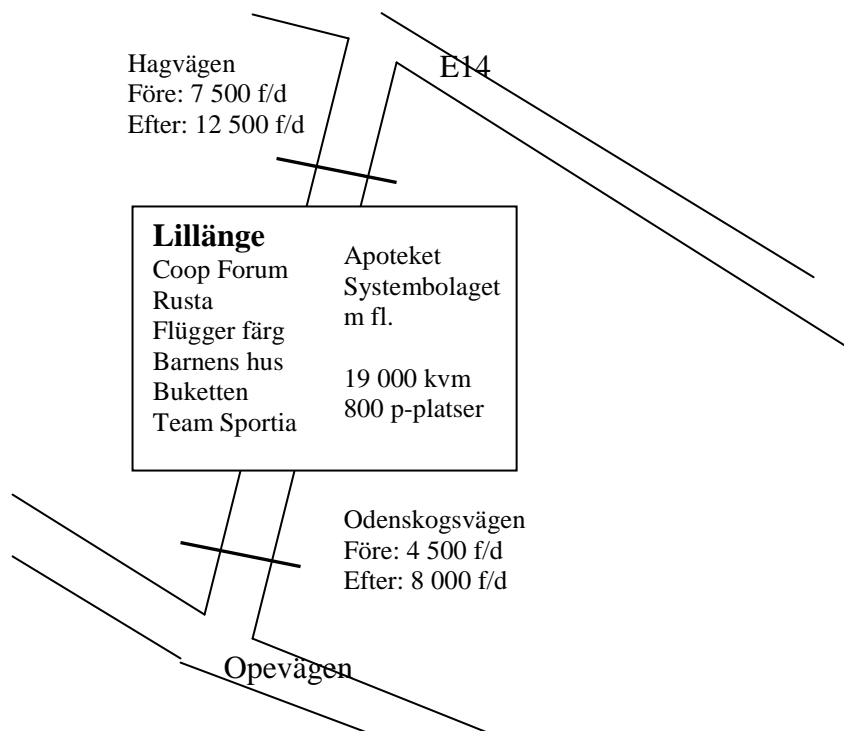 Hagvägen
Före: 7 500 f/d
Efter: 12 500 f/d
E14
Lillänge
Coop Forum
Rusta
Flügger färg
Barnens hus
Buketten
Team Sportia
Apoteket
Systembolaget
m fl.
19 000 kvm
800 p-platser
Odenskogsvägen
Före: 4 500 f/d
Efter: 8 000 f/d
Opevägen